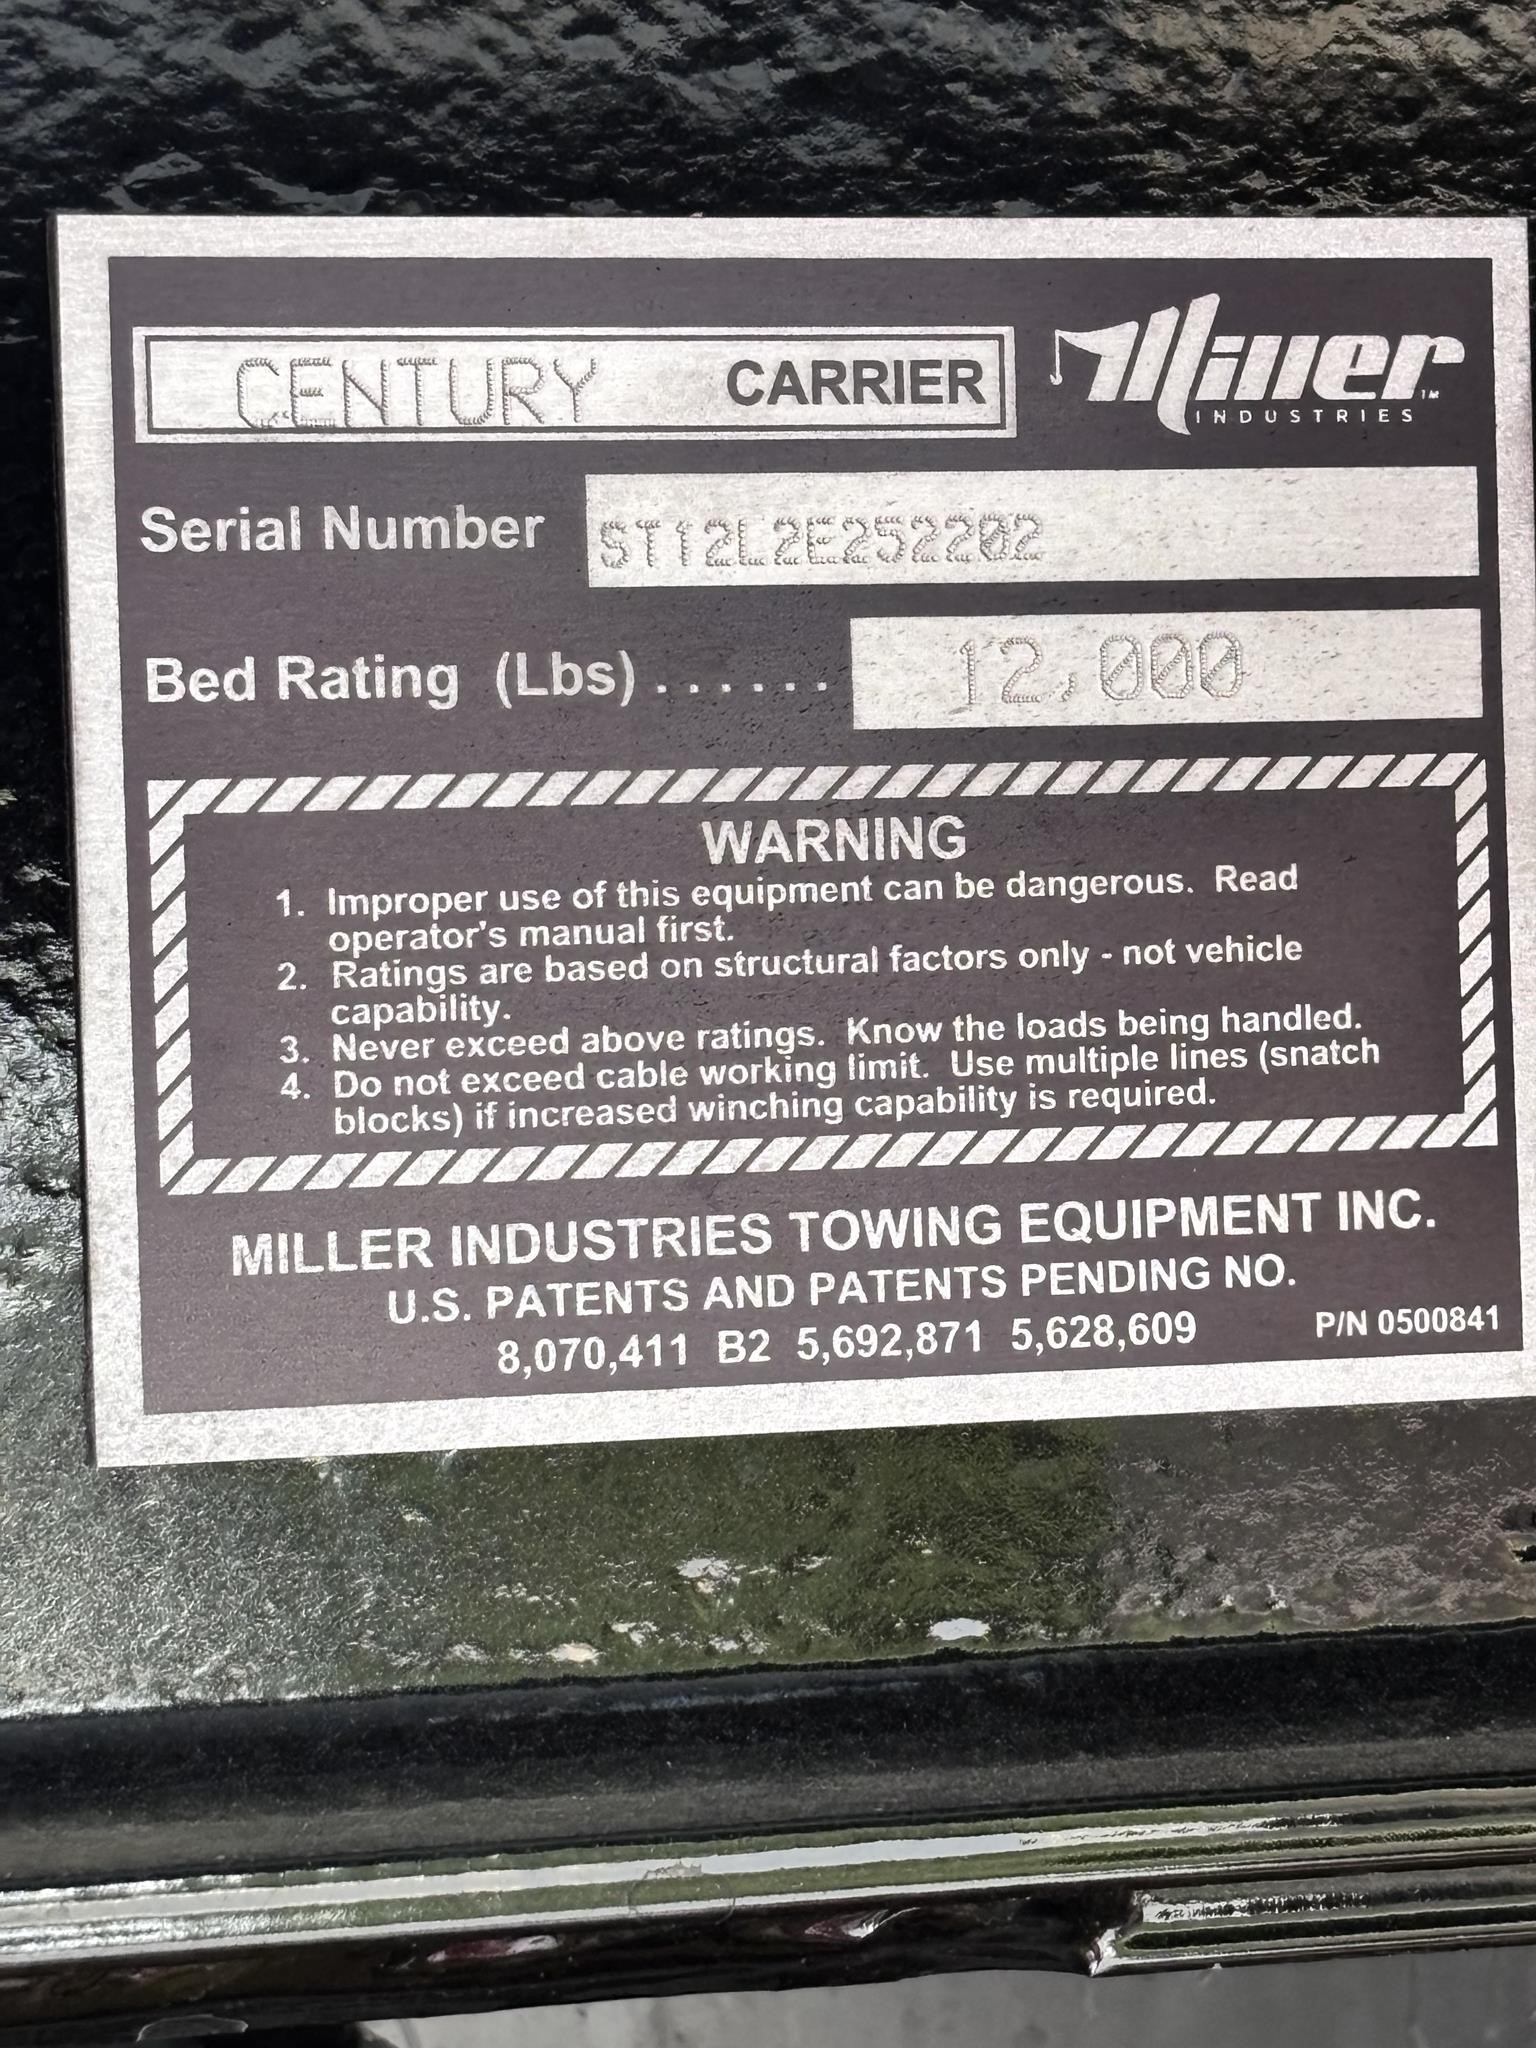 CENTURY CARRIER
Miller™
INDUSTRIES
Serial Number ST12L2E252202
Bed Rating (Lbs)...... 12,000
WARNING
1. Improper use of this equipment can be dangerous. Read
operator's manual first.
2. Ratings are based on structural factors only - not vehicle
capability.
3. Never exceed above ratings. Know the loads being handled.
4. Do not exceed cable working limit. Use multiple lines (snatch
blocks) if increased winching capability is required.
MILLER INDUSTRIES TOWING EQUIPMENT INC.
U.S. PATENTS AND PATENTS PENDING NO.
8,070,411 B2 5,692,871 5,628,609 P/N 0500841